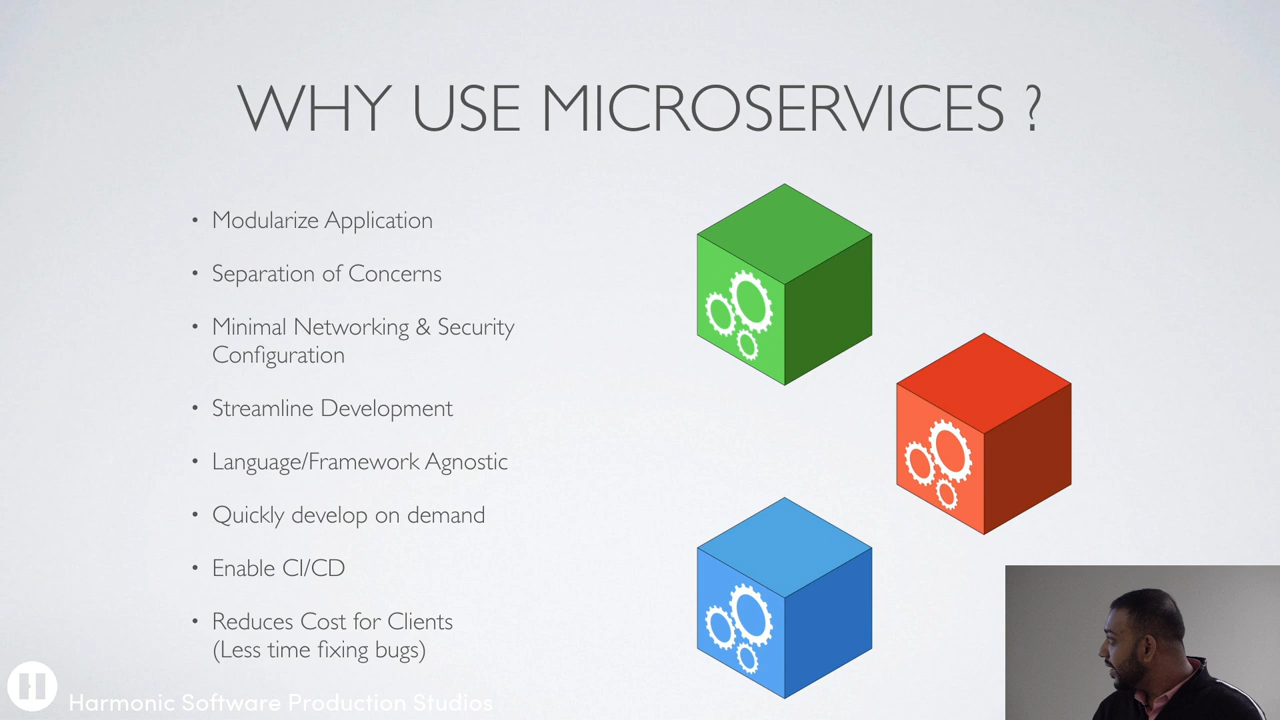 WHY USE MICROSERVICES ?
• Modularize Application
• Separation of Concerns
• Minimal Networking & Security
Configuration
• Streamline Development
• Language/Framework Agnostic
• Quickly develop on demand
• Enable CI/CD
• Reduces Cost for Clients
(Less time fixing bugs)
Harmonic Software Production Studios